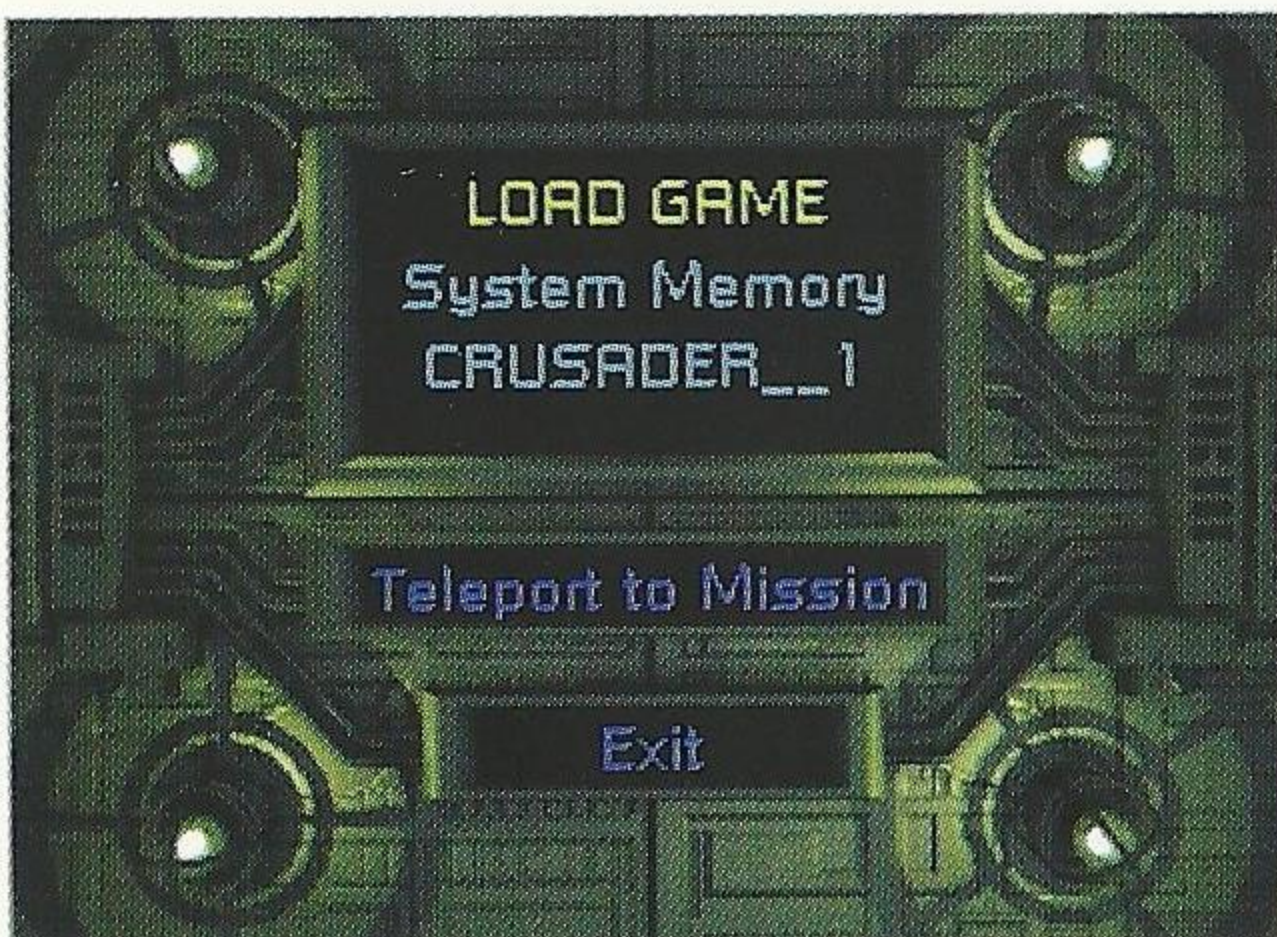 LOAD GAME
System Memory
CRUSADER__1
Teleport to Mission
Exit